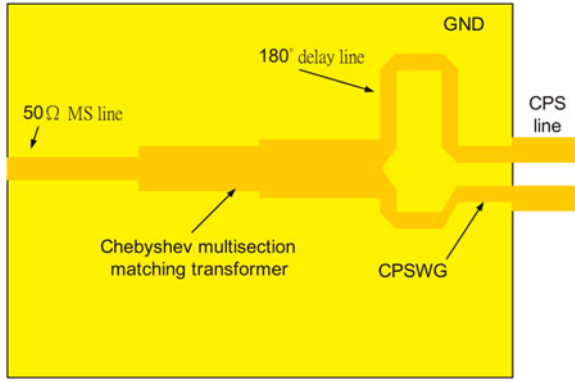 GND
180° delay line
CPS
line
50Ω MS line
Chebyshev multisection
matching transformer
CPSWG